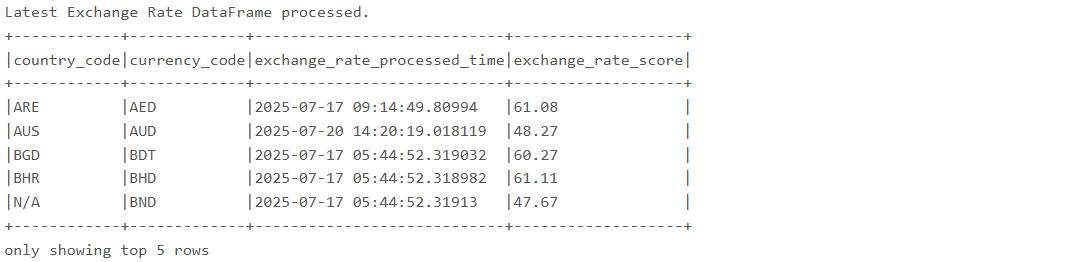 Latest Exchange Rate DataFrame processed.
+------------+-------------+---------------------------+-------------------+
|country_code|currency_code|exchange_rate_processed_time|exchange_rate_score|
+------------+-------------+---------------------------+-------------------+
|ARE         |AED          |2025-07-17 09:14:49.80994   |61.08              |
|AUS         |AUD          |2025-07-20 14:20:19.018119  |48.27              |
|BGD         |BDT          |2025-07-17 05:44:52.319032  |60.27              |
|BHR         |BHD          |2025-07-17 05:44:52.318982  |61.11              |
|N/A         |BND          |2025-07-17 05:44:52.31913   |47.67              |
+------------+-------------+---------------------------+-------------------+
only showing top 5 rows